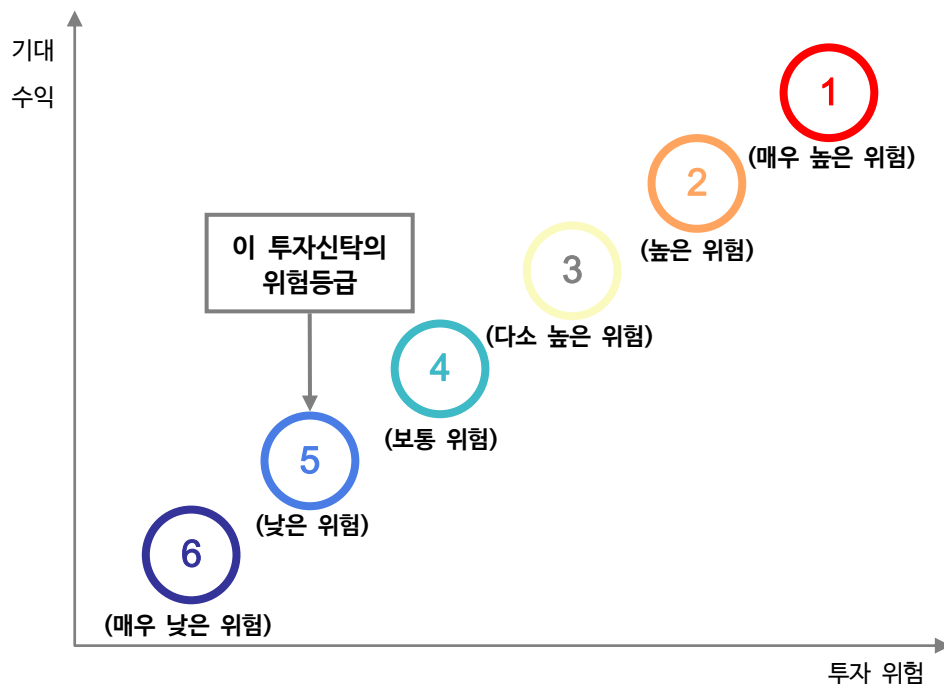 기대
수익
1
(매우 높은 위험)
2
(높은 위험)
이 투자신탁의
위험등급
3
(다소 높은 위험)
4
(보통 위험)
5
(낮은 위험)
6
(매우 낮은 위험)
투자 위험